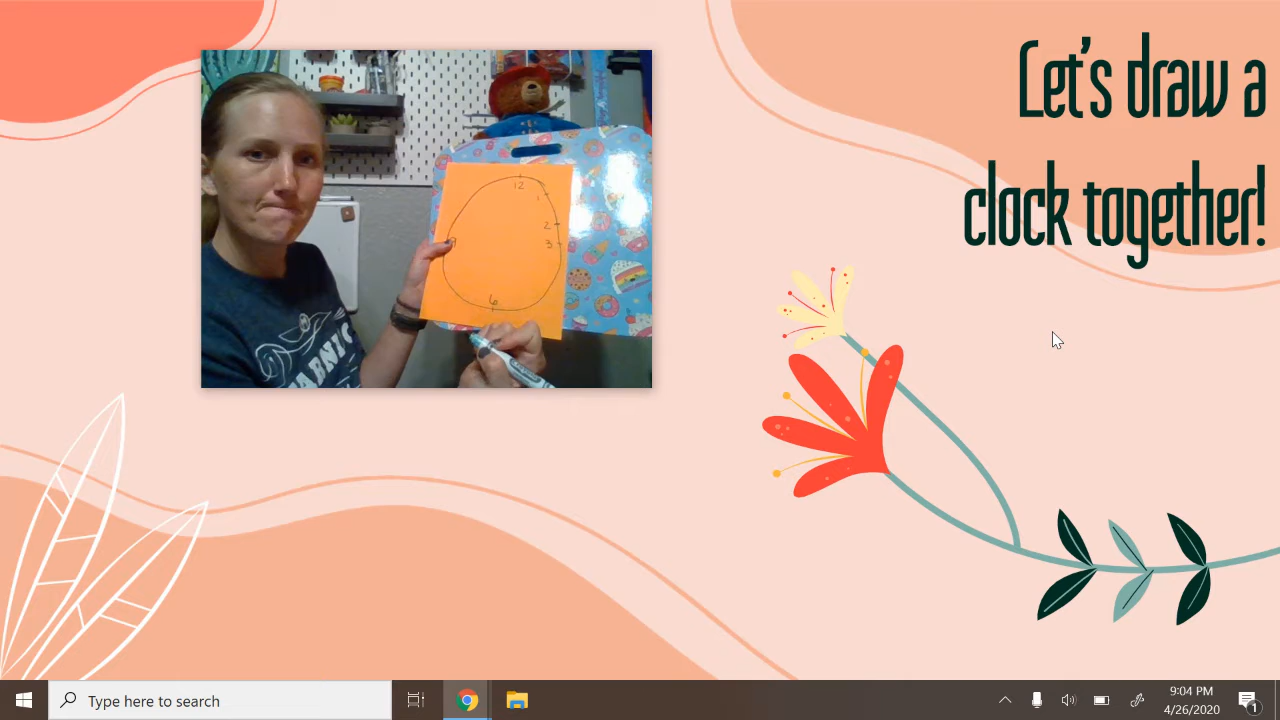 Let's draw a
clock together!
12
1
2
3
6
Type here to search
9:04 PM
4/26/2020
1